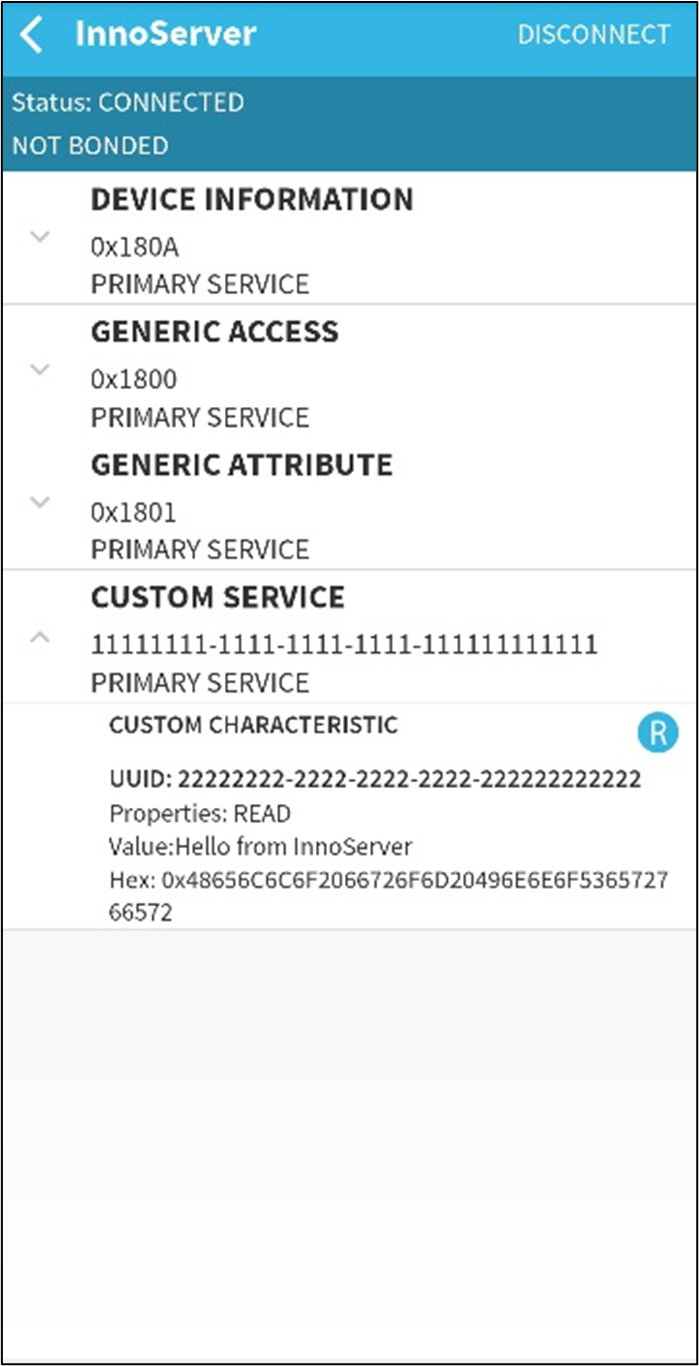 InnoServer
DISCONNECT
Status: CONNECTED
NOT BONDED
DEVICE INFORMATION
0x180A
PRIMARY SERVICE
GENERIC ACCESS
0x1800
PRIMARY SERVICE
GENERIC ATTRIBUTE
0x1801
PRIMARY SERVICE
CUSTOM SERVICE
11111111-1111-1111-1111-111111111111
PRIMARY SERVICE
CUSTOM CHARACTERISTIC
R
UUID: 22222222-2222-2222-2222-222222222222
Properties: READ
Value:Hello from InnoServer
Hex: 0x48656C6C6F2066726F6D20496E6E6F5365727
66572